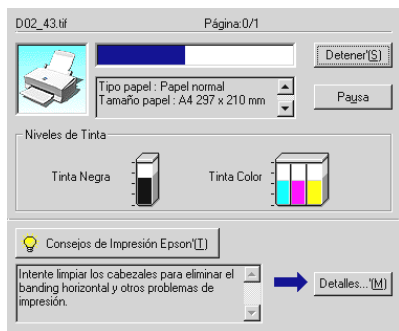 D02_43.tif Página:0/1
Detener'(S)
Tipo papel : Papel normal
Tamaño papel : A4 297 x 210 mm
Pausa
Niveles de Tinta
Tinta Negra Tinta Color
Consejos de Impresión Epson'(T)
Intente limpiar los cabezales para eliminar el
banding horizontal y otros problemas de
impresión.
Detalles...'(M)